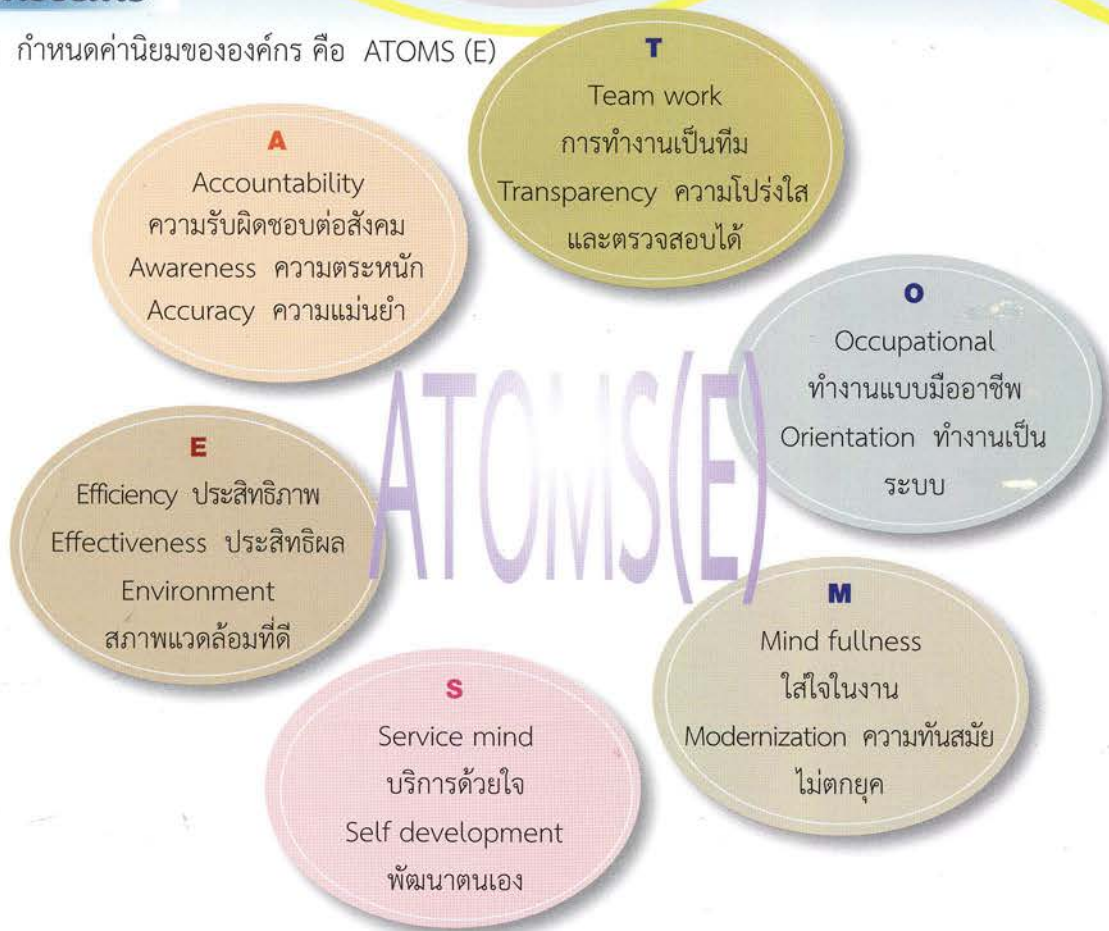 กำหนดค่านิยมขององค์กร คือ ATOMS (E)
A
Accountability
ความรับผิดชอบต่อสังคม
Awareness ความตระหนัก
Accuracy ความแม่นยำ
T
Team work
การทำงานเป็นทีม
Transparency ความโปร่งใส
และตรวจสอบได้
O
Occupational
ทำงานแบบมืออาชีพ
Orientation ทำงานเป็น
ระบบ
ATOMS(E)
E
Efficiency ประสิทธิภาพ
Effectiveness ประสิทธิผล
Environment
สภาพแวดล้อมที่ดี
M
Mind fullness
ใส่ใจในงาน
Modernization ความทันสมัย
ไม่ตกยุค
S
Service mind
บริการด้วยใจ
Self development
พัฒนาตนเอง